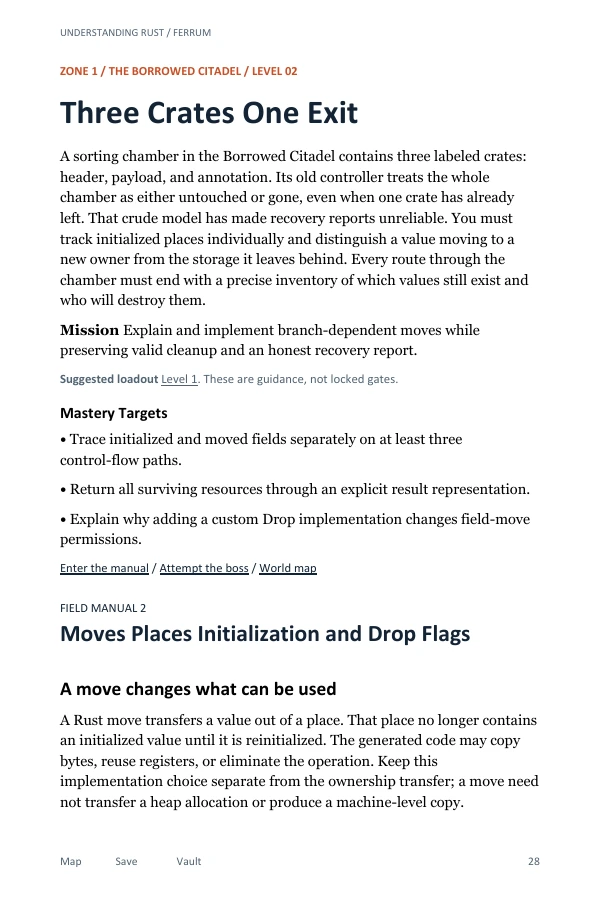 UNDERSTANDING RUST / FERRUM
ZONE 1 / THE BORROWED CITADEL / LEVEL 02
Three Crates One Exit
A sorting chamber in the Borrowed Citadel contains three labeled crates:
header, payload, and annotation. Its old controller treats the whole
chamber as either untouched or gone, even when one crate has already
left. That crude model has made recovery reports unreliable. You must
track initialized places individually and distinguish a value moving to a
new owner from the storage it leaves behind. Every route through the
chamber must end with a precise inventory of which values still exist and
who will destroy them.
Mission Explain and implement branch-dependent moves while
preserving valid cleanup and an honest recovery report.
Suggested loadout Level 1. These are guidance, not locked gates.
Mastery Targets
• Trace initialized and moved fields separately on at least three
control-flow paths.
• Return all surviving resources through an explicit result representation.
• Explain why adding a custom Drop implementation changes field-move
permissions.
Enter the manual / Attempt the boss / World map
FIELD MANUAL 2
Moves Places Initialization and Drop Flags
A move changes what can be used
A Rust move transfers a value out of a place. That place no longer contains
an initialized value until it is reinitialized. The generated code may copy
bytes, reuse registers, or eliminate the operation. Keep this
implementation choice separate from the ownership transfer; a move need
not transfer a heap allocation or produce a machine-level copy.
Map Save Vault 28